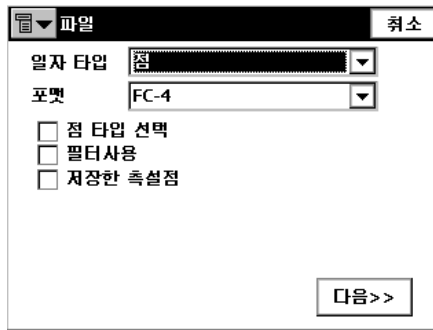 파일 취소
일자 타입 점
포멧 FC-4
점 타입 선택
필터사용
저장한 측설점
다음>>